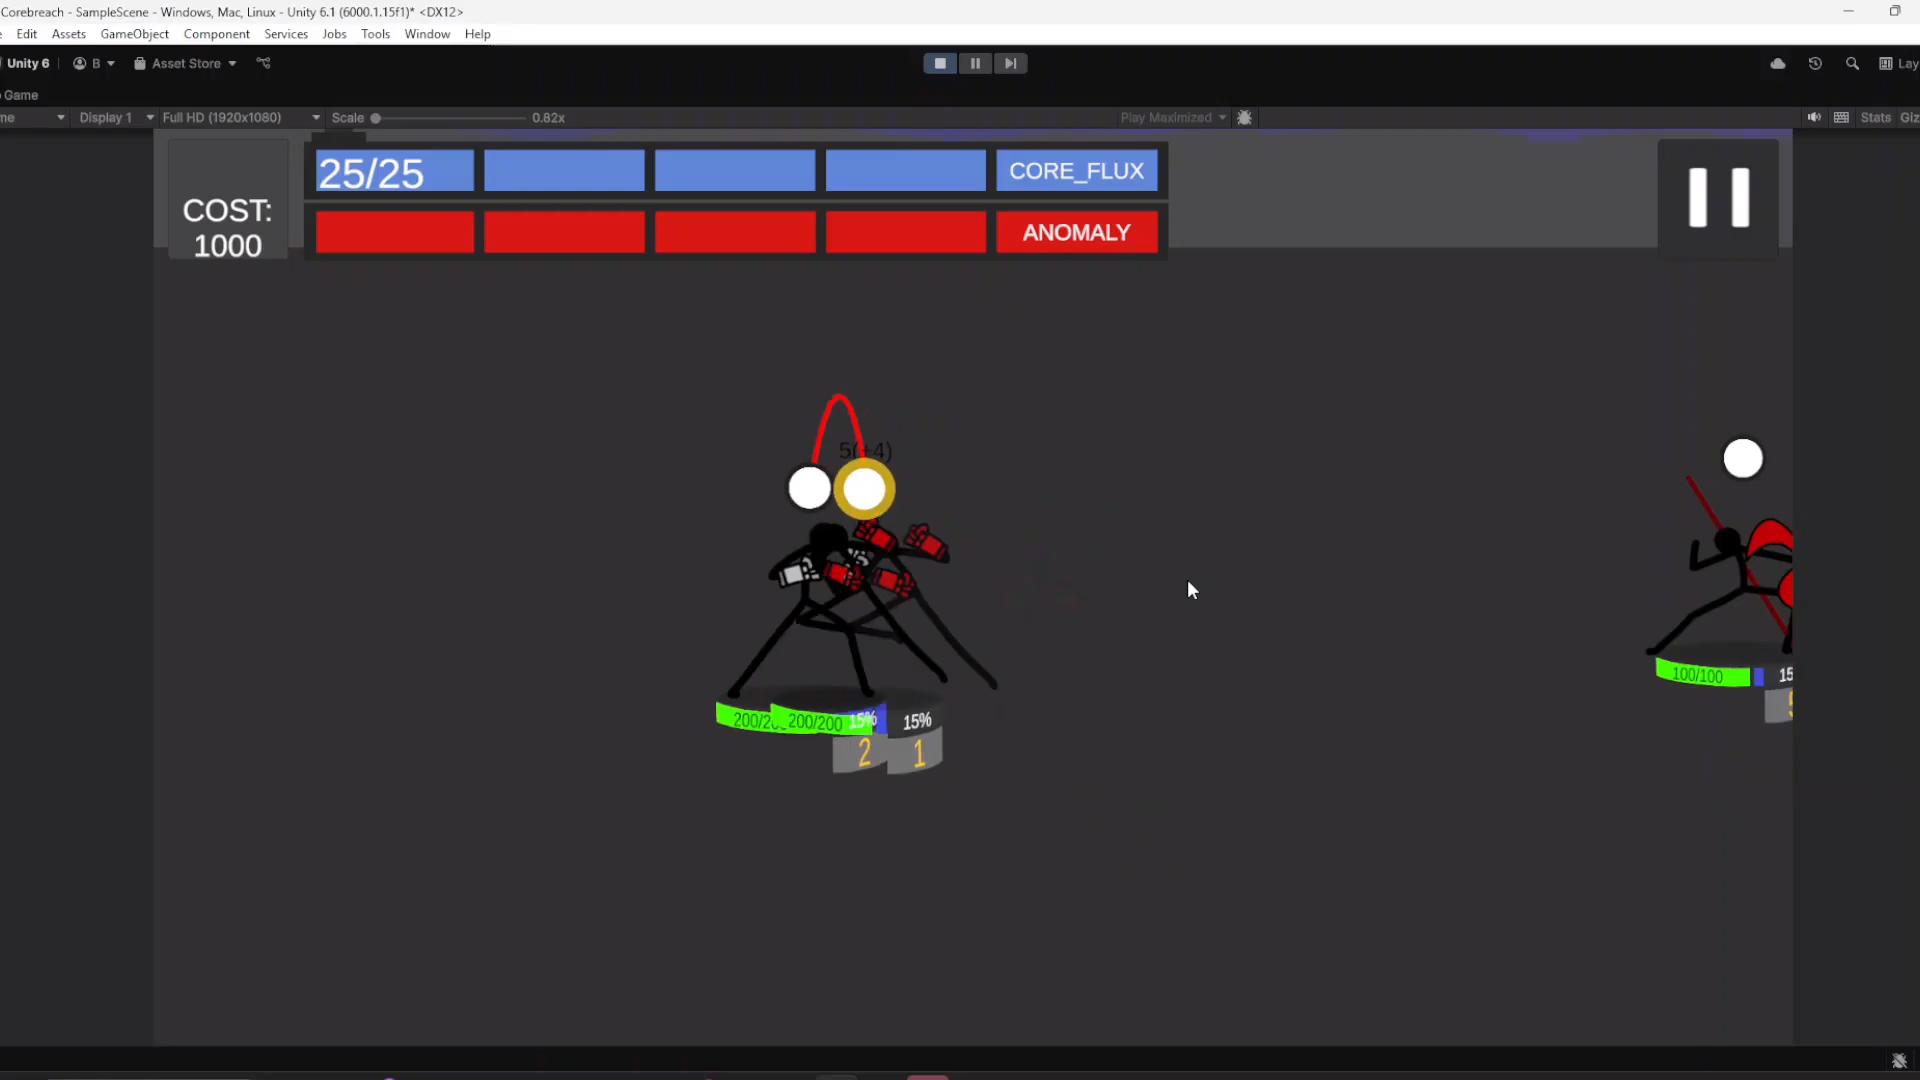 Corebreach - SampleScene - Windows, Mac, Linux - Unity 6.1 (6000.1.15f1)* <DX12>
Edit Assets GameObject Component Services Jobs Tools Window Help
Unity 6 B Asset Store
Game
Display 1 Full HD (1920x1080) Scale 0.82x Play Maximized Stats
25/25 CORE_FLUX
COST:
1000
ANOMALY
100/100
200/200 15% 15%
2 1